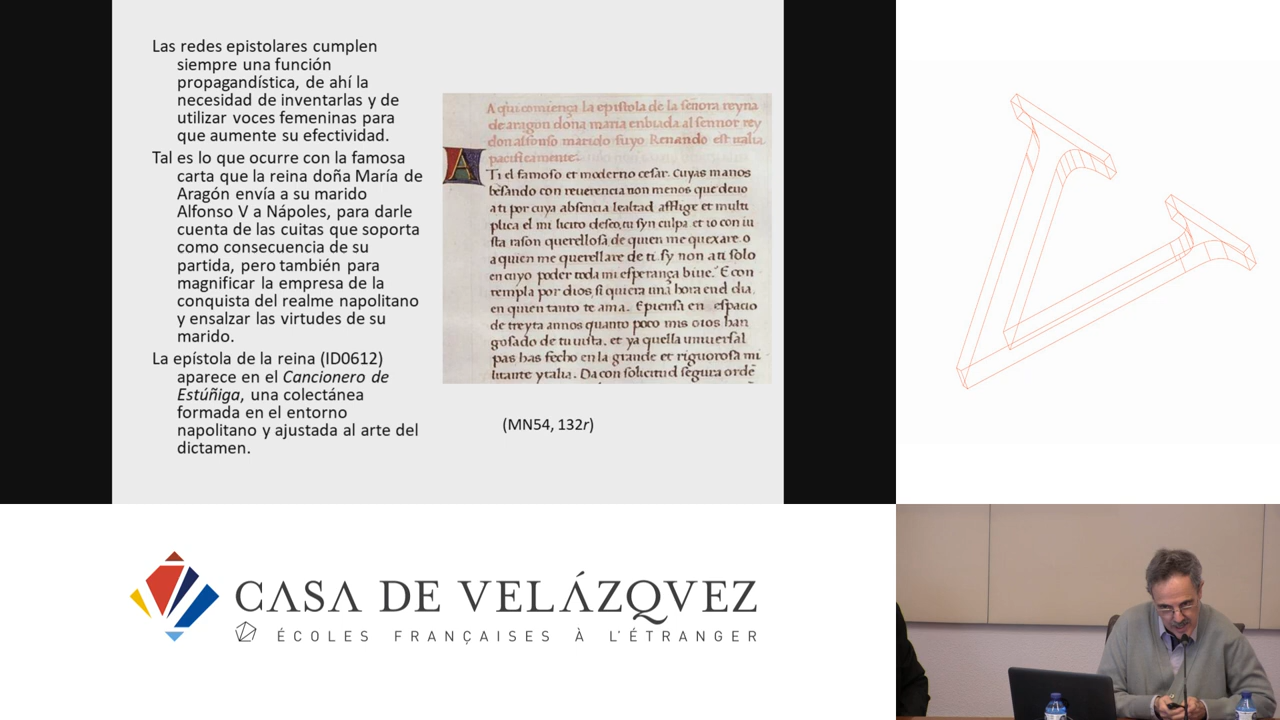 Las redes epistolares cumplen
siempre una función
propagandística, de ahí la
necesidad de inventarlas y de
utilizar voces femeninas para
que aumente su efectividad.
Tal es lo que ocurre con la famosa
carta que la reina doña María de
Aragón envía a su marido
Alfonso V a Nápoles, para darle
cuenta de las cuitas que soporta
como consecuencia de su
partida, pero también para
magnificar la empresa de la
conquista del realme napolitano
y ensalzar las virtudes de su
marido.
La epístola de la reina (ID0612)
aparece en el Cancionero de
Estúñiga, una colectánea
formada en el entorno
napolitano y ajustada al arte del
dictamen.
Aqui comiença la epistola de la señora reyna
de aragon doña maria enbiada al sennor rey
don alfonso marido suyo Renando est italia
pacificamente
A
Ti el famoso et moderno cesar. cuyas manos
besando con reuerencia non menos que deuo
a ti por cuya absencia lealtad afflige et multi
plica el mi licito deseo, tu syn culpa et io con iu
sta rason querellosa de quien me quexare. o
a quien me querellare de ti. sy non a ti solo
en cuyo poder toda mi esperança biue. E con
templa por dios, si quiera una hora en el dia,
en quien tanto te ama. E piensa en espacio
de treyta annos quanto poco mis oios han
gosado de tu uista. et ya quella uniuersal
pas has fecho en la grande et riguorosa mi
litante ytalia. Da con solicitud segura orde
(MN54, 132r)
CASA DE VELÁZQVEZ
ÉCOLES FRANÇAISES À L'ÉTRANGER